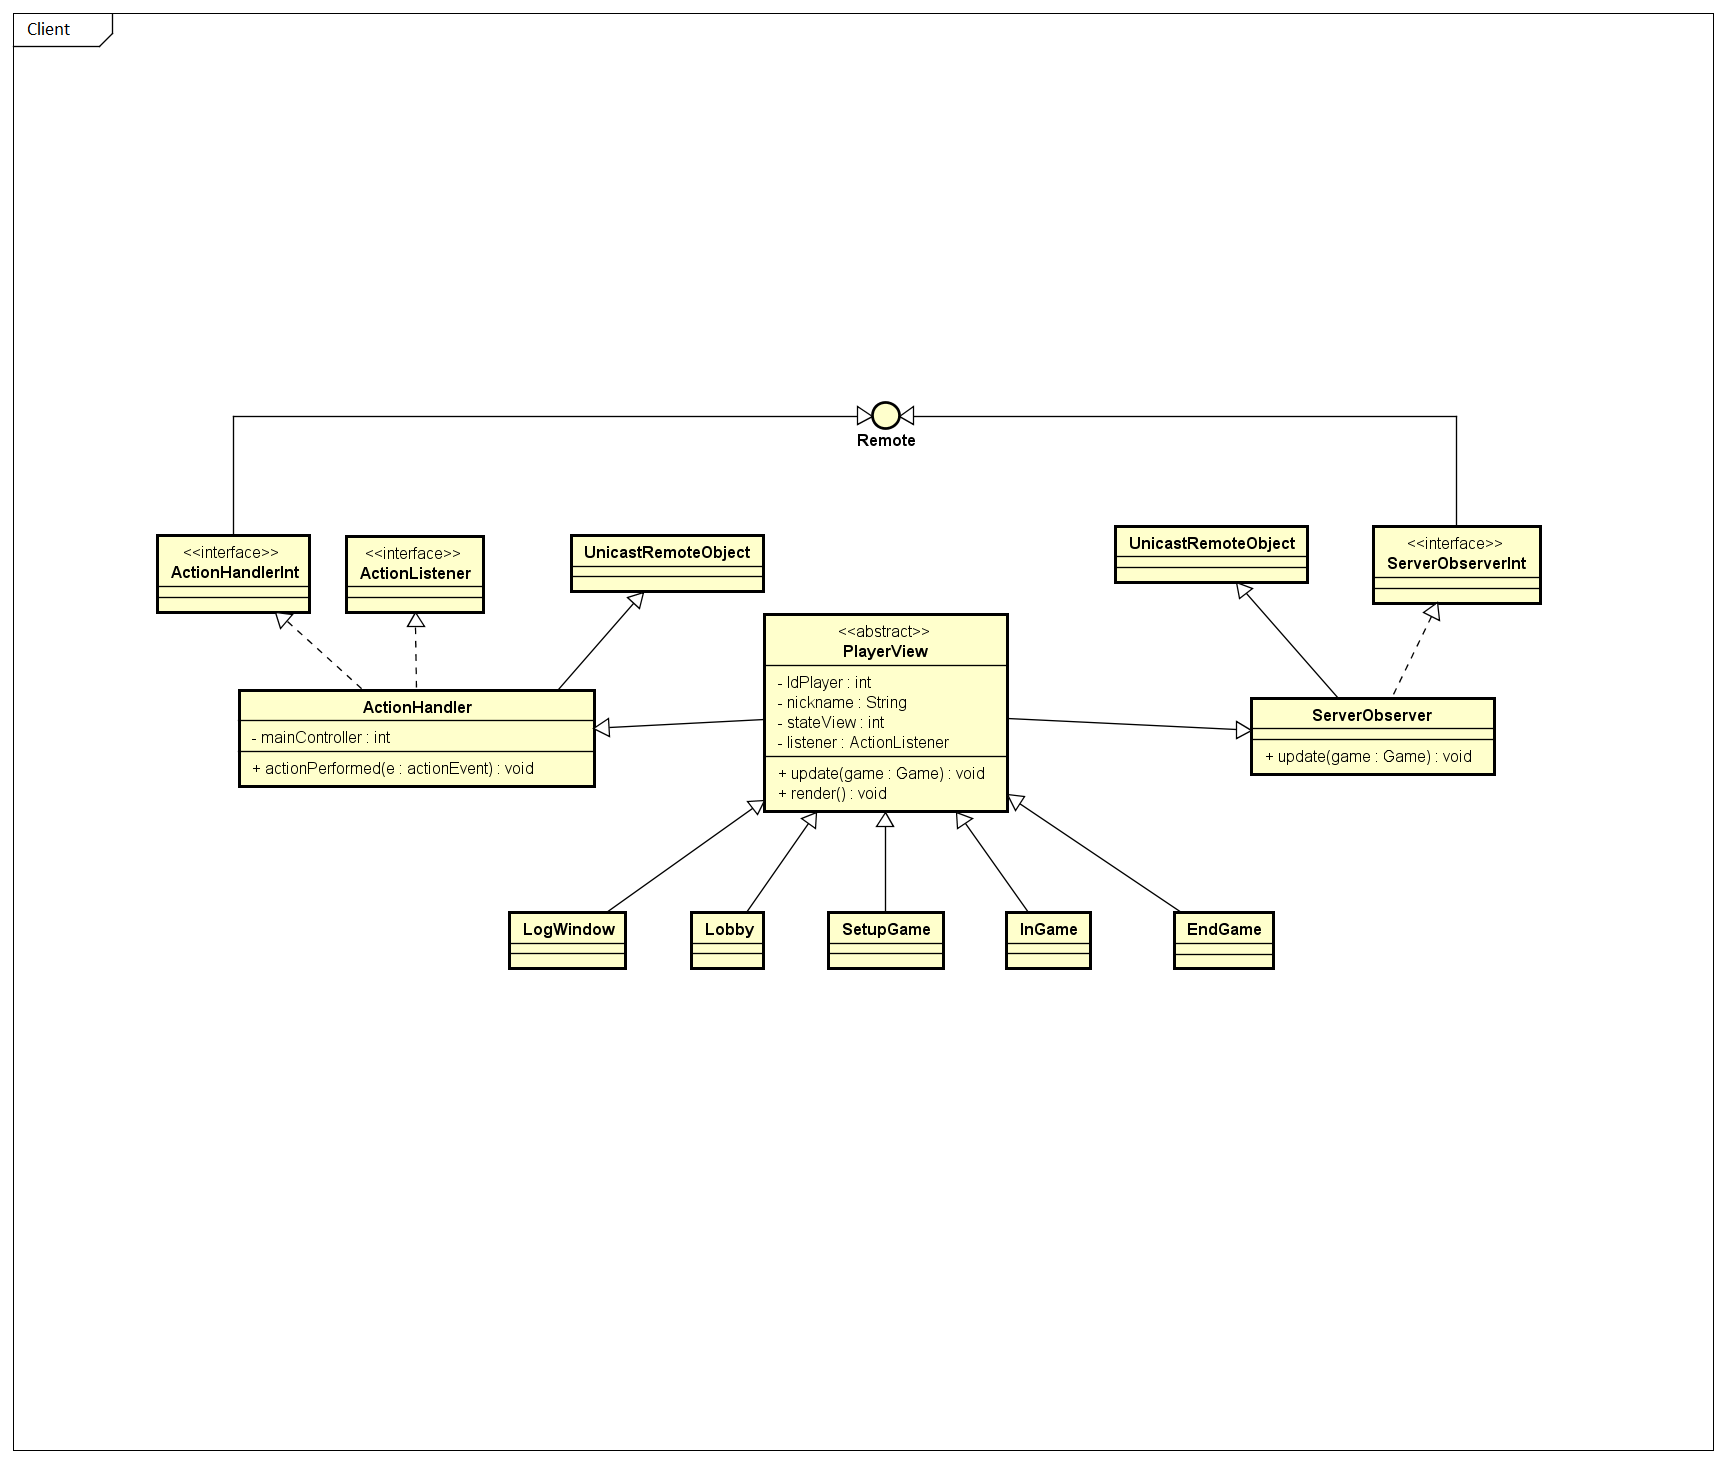 Client
Remote
<<interface>>
ActionHandlerInt
<<interface>>
ActionListener
UnicastRemoteObject
UnicastRemoteObject
<<interface>>
ServerObserverInt
ActionHandler
- mainController : int
+ actionPerformed(e : actionEvent) : void
<<abstract>>
PlayerView
- IdPlayer : int
- nickname : String
- stateView : int
- listener : ActionListener
+ update(game : Game) : void
+ render() : void
ServerObserver
+ update(game : Game) : void
LogWindow
Lobby
SetupGame
InGame
EndGame